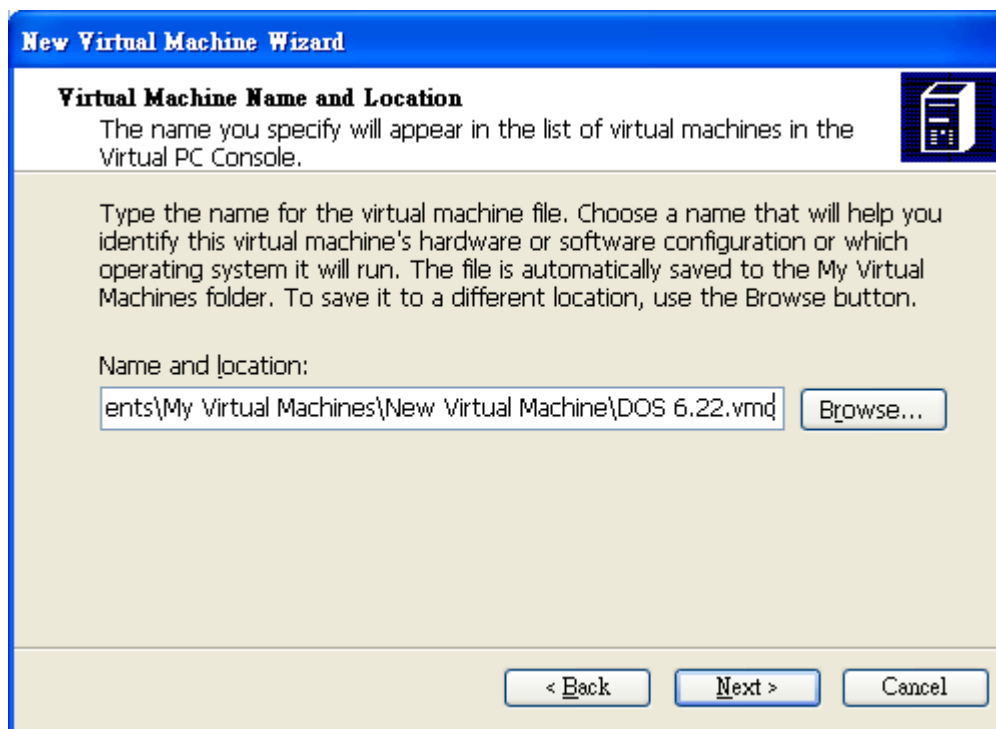 New Virtual Machine Wizard
Virtual Machine Name and Location
The name you specify will appear in the list of virtual machines in the
Virtual PC Console.
Type the name for the virtual machine file. Choose a name that will help you
identify this virtual machine's hardware or software configuration or which
operating system it will run. The file is automatically saved to the My Virtual
Machines folder. To save it to a different location, use the Browse button.
Name and location:
ents\My Virtual Machines\New Virtual Machine\DOS 6.22.vmc
Browse...
< Back
Next >
Cancel